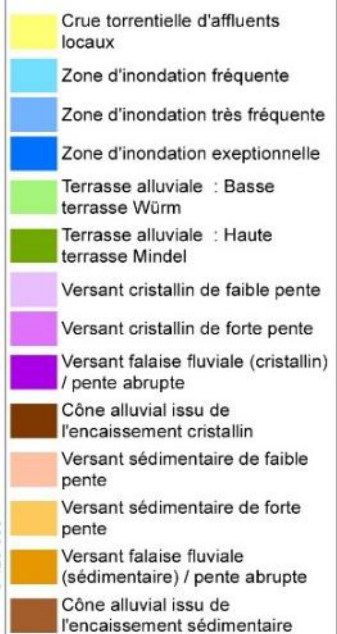 Crue torrentielle d'affluents
locaux
Zone d'inondation fréquente
Zone d'inondation très fréquente
Zone d'inondation exeptionnelle
Terrasse alluviale : Basse
terrasse Würm
Terrasse alluviale : Haute
terrasse Mindel
Versant cristallin de faible pente
Versant cristallin de forte pente
Versant falaise fluviale (cristallin)
/ pente abrupte
Cône alluvial issu de
l'encaissement cristallin
Versant sédimentaire de faible
pente
Versant sédimentaire de forte
pente
Versant falaise fluviale
(sédimentaire) / pente abrupte
Cône alluvial issu de
l'encaissement sédimentaire